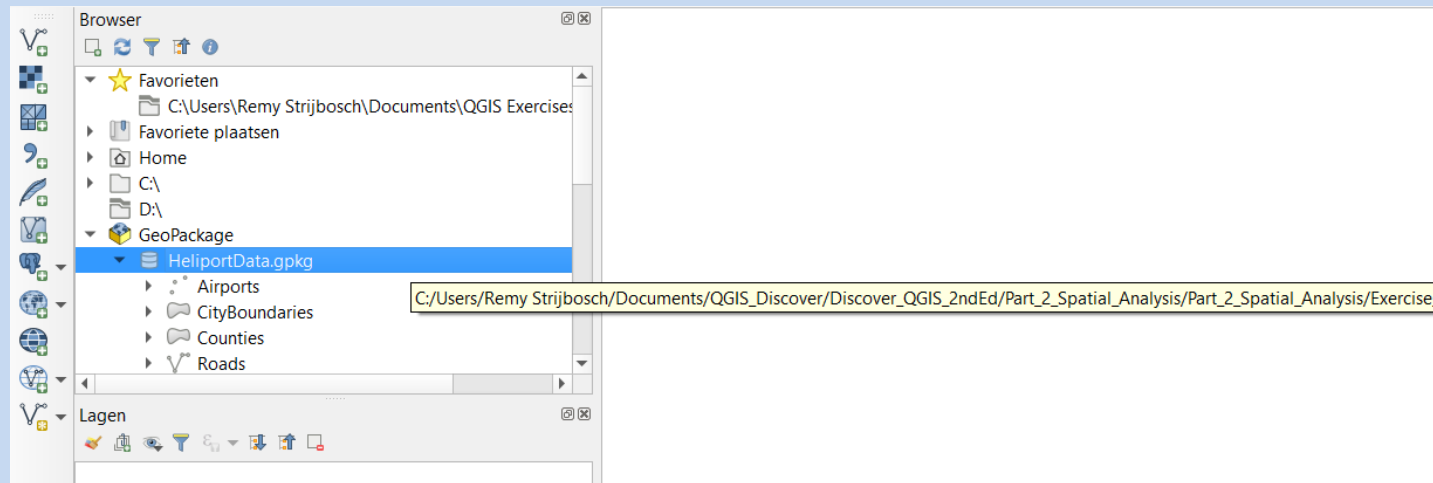 Browser
Favorieten
C:\Users\Remy Strijbosch\Documents\QGIS Exercises
Favoriete plaatsen
Home
C:\
D:\
GeoPackage
HeliportData.gpkg
Airports
C:/Users/Remy Strijbosch/Documents/QGIS_Discover/Discover_QGIS_2ndEd/Part_2_Spatial_Analysis/Part_2_Spatial_Analysis/Exercise
CityBoundaries
Counties
Roads
Lagen